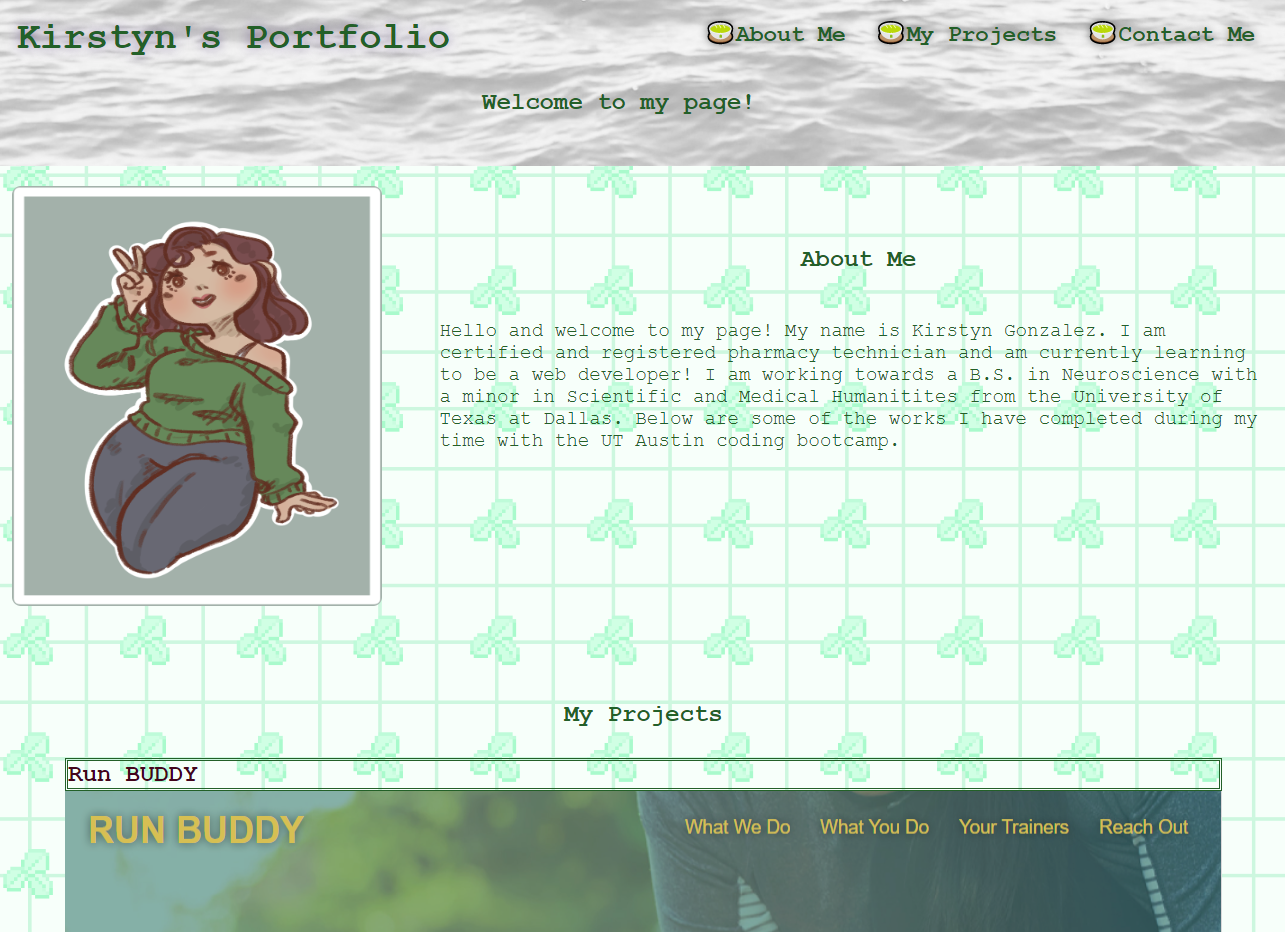 Kirstyn's Portfolio
About Me My Projects Contact Me
Welcome to my page!
About Me
Hello and welcome to my page! My name is Kirstyn Gonzalez. I am
certified and registered pharmacy technician and am currently learning
to be a web developer! I am working towards a B.S. in Neuroscience with
a minor in Scientific and Medical Humanitites from the University of
Texas at Dallas. Below are some of the works I have completed during my
time with the UT Austin coding bootcamp.
My Projects
Run BUDDY
RUN BUDDY What We Do What You Do Your Trainers Reach Out